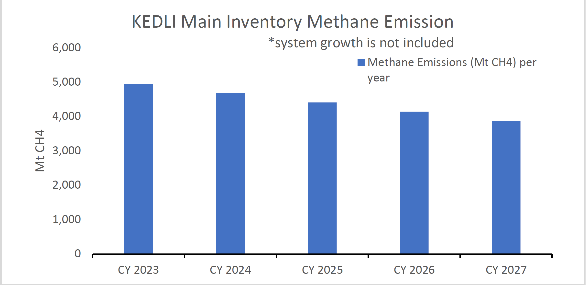 KEDLI Main Inventory Methane Emission
*system growth is not included
Methane Emissions (Mt CH4) per
year
Mt CH4
6,000
5,000
4,000
3,000
2,000
1,000
0
CY 2023
CY 2024
CY 2025
CY 2026
CY 2027